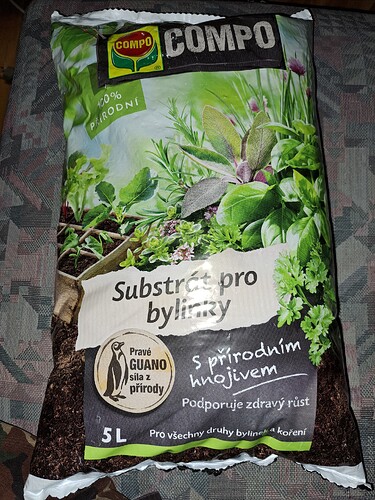 COMPO
COMPO
100%
PŘÍRODNÍ
Substrát pro
bylinky
Pravé
GUANO
síla z
přírody
S přírodním
hnojivem
Podporuje zdravý růst
5 L
Pro všechny druhy bylinek a koření